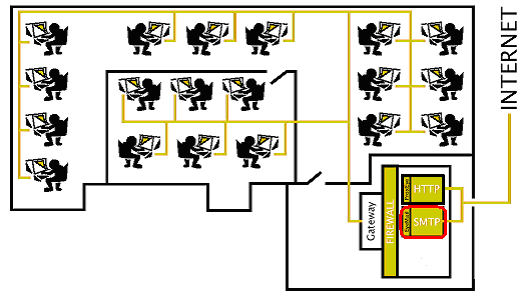 INTERNET
HTTP
SMTP
FIREWALL
Gateway